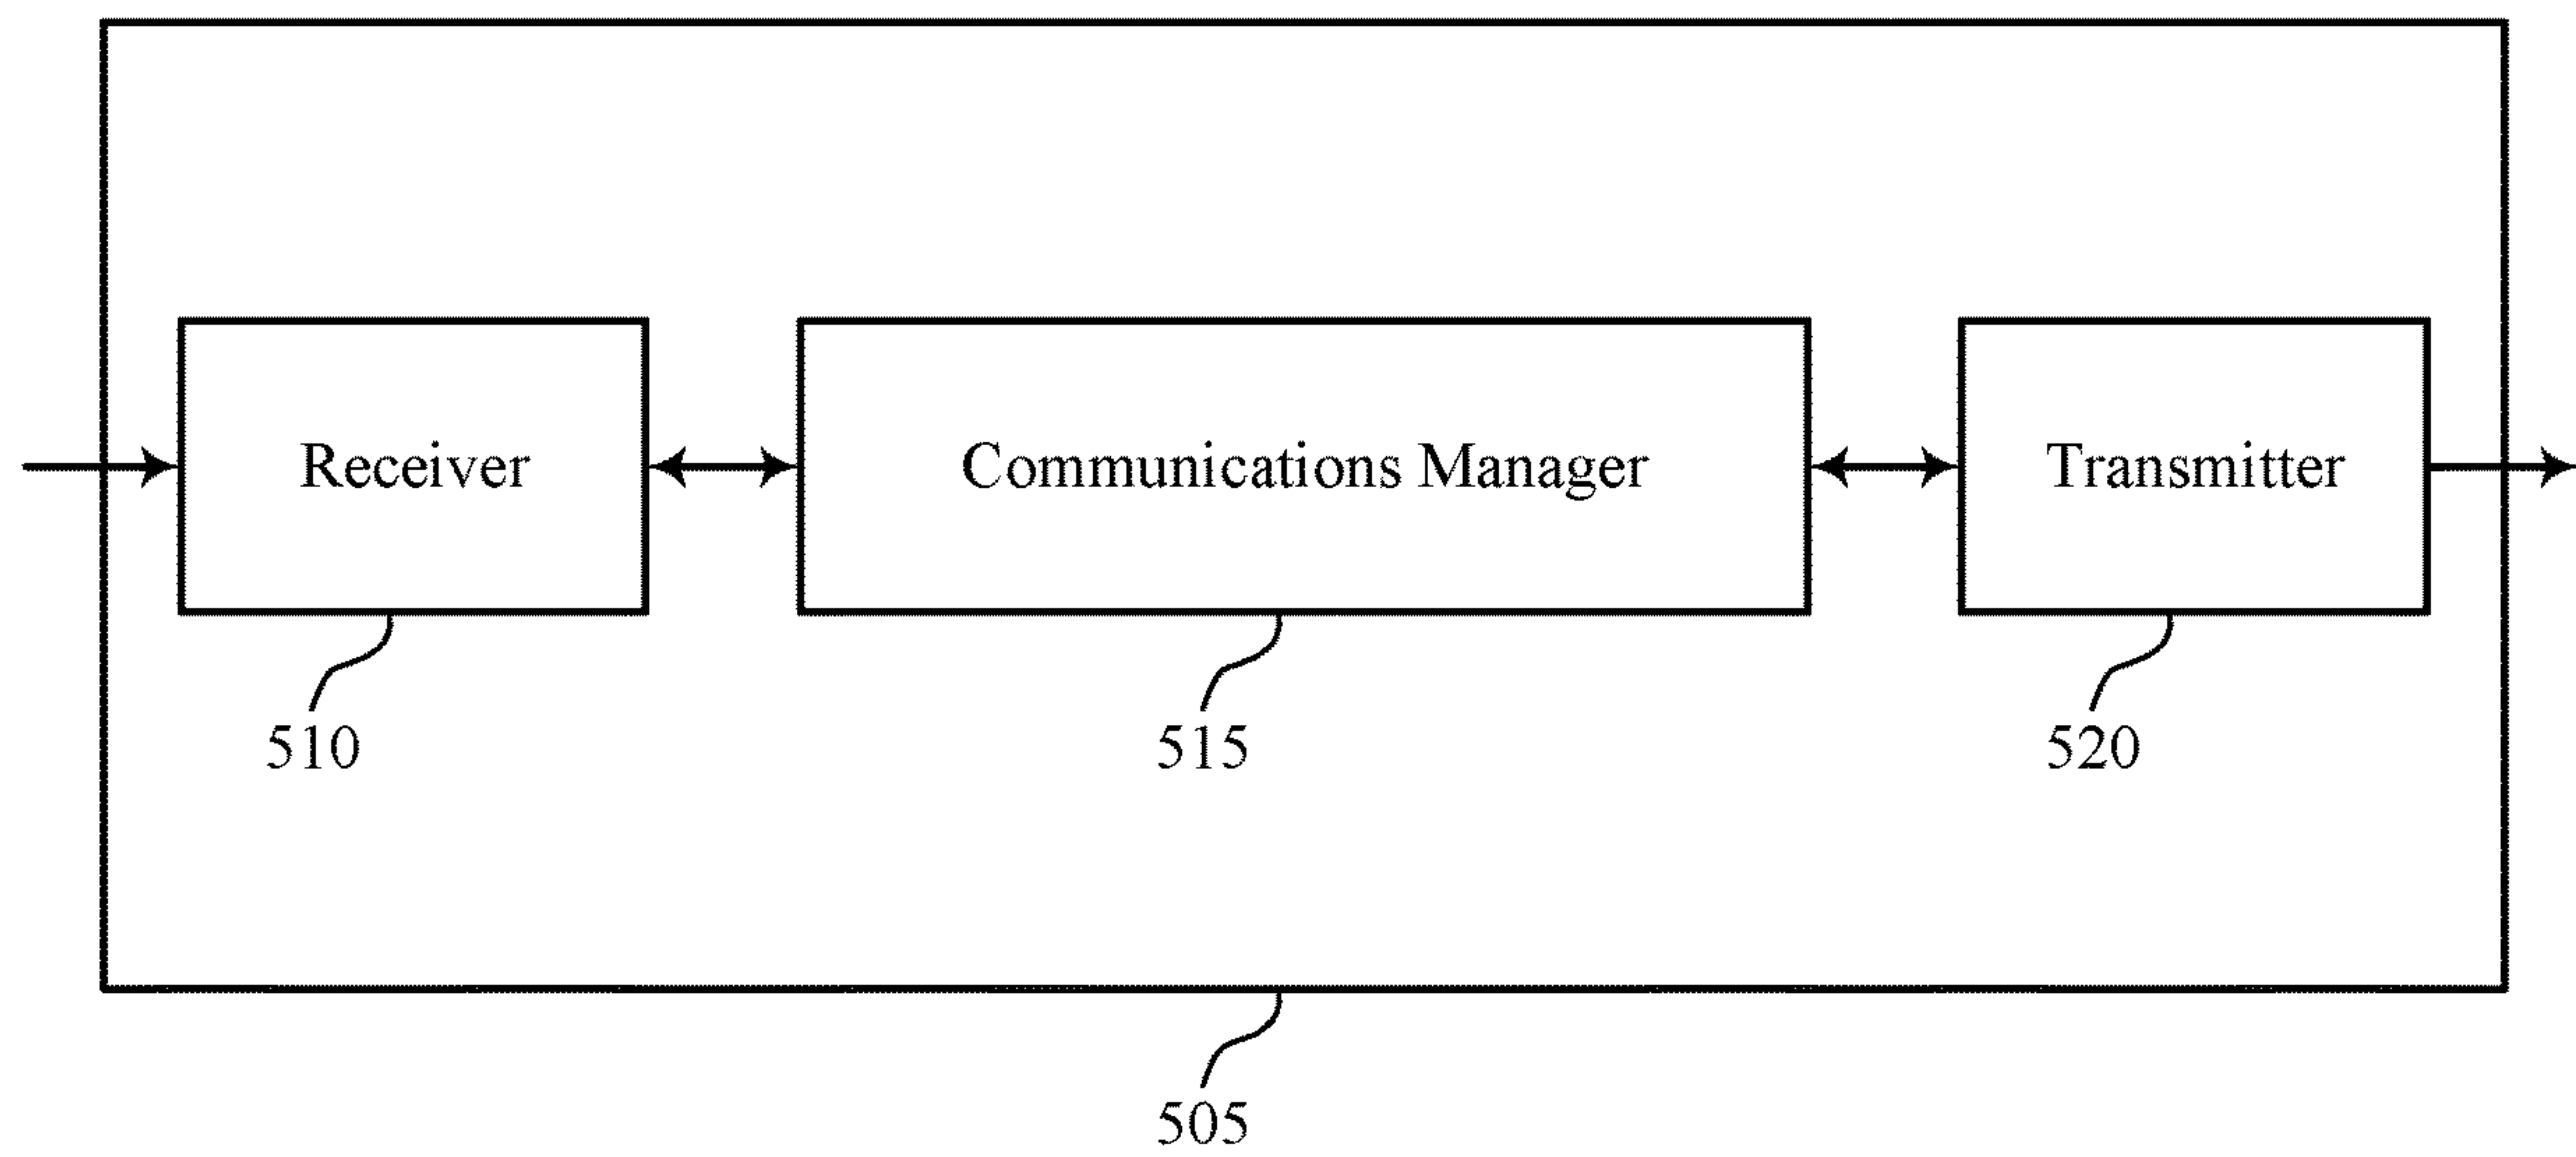 Receiver
Communications Manager
Transmitter
510
515
520
505